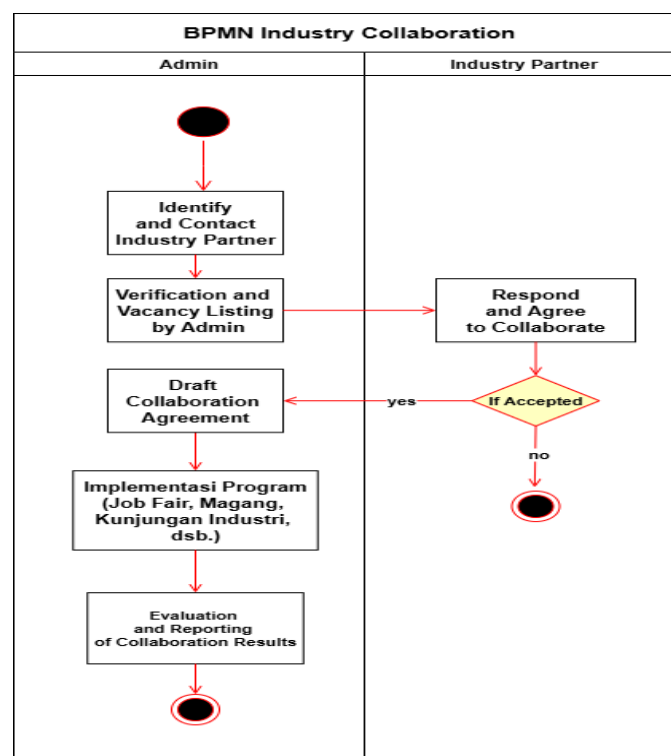 BPMN Industry Collaboration
Admin
Industry Partner
Identify
and Contact
Industry Partner
Verification and
Vacancy Listing
by Admin
Respond
and Agree
to Collaborate
Draft
Collaboration
Agreement
yes
If Accepted
no
Implementasi Program
(Job Fair, Magang,
Kunjungan Industri,
dsb.)
Evaluation
and Reporting
of Collaboration Results